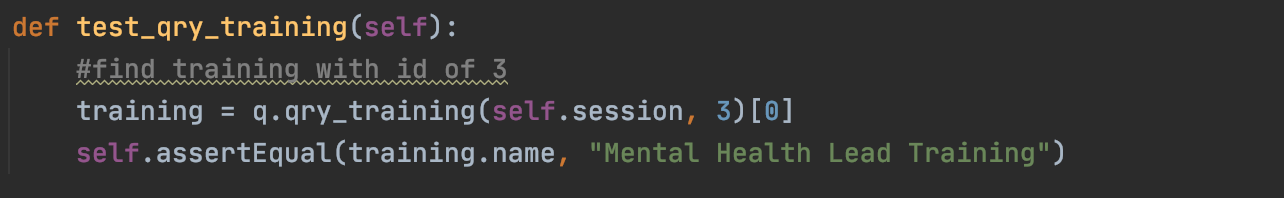 def test_qry_training(self):
    #find training with id of 3
    training = q.qry_training(self.session, 3)[0]
    self.assertEqual(training.name, "Mental Health Lead Training")